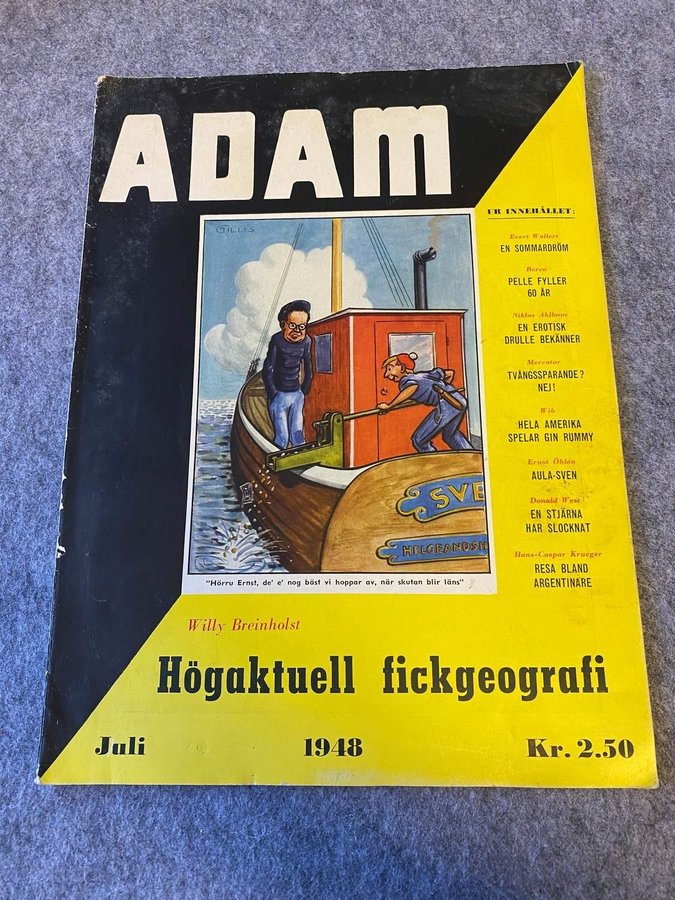 ADAM
GILLIS
UR INNEHÅLLET:
Evert Wallert
EN SOMMARDRÖM
Berco
PELLE FYLLER
60 ÅR
Niklas Ahlbom
EN EROTISK
DRULLE BEKÄNNER
Mercator
TVÅNGSSPARANDE?
NEJ!
Wib
HELA AMERIKA
SPELAR GIN RUMMY
Ernst Öhlén
AULA-SVEN
Donald West
EN STJÄRNA
HAR SLOCKNAT
Hans-Caspar Krueger
RESA BLAND
ARGENTINARE
SVE
HELGEANDSH
"Hörru Ernst, de' e' nog bäst vi hoppar av, när skutan blir läns"
Willy Breinholst
Högaktuell fickgeografi
Juli 1948 Kr. 2.50